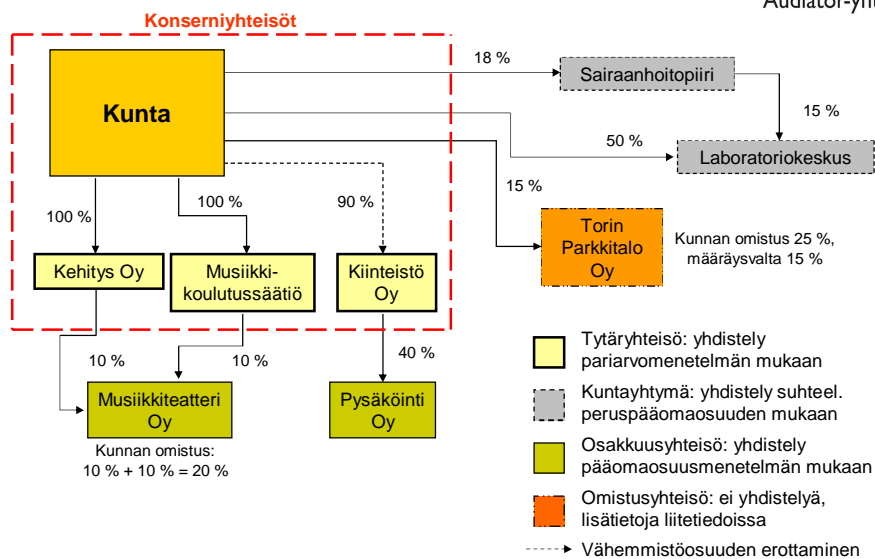 Konserniyhteisöt
Kunta
18 %
Sairaanhoitopiiri
15 %
50 %
Laboratoriokeskus
15 %
100 %
100 %
90 %
Torin
Parkkitalo
Oy
Kunnan omistus 25 %,
määräysvalta 15 %
Kehitys Oy
Musiikki-
koulutussäätiö
Kiinteistö
Oy
10 %
10 %
40 %
Musiikkiteatteri
Oy
Pysäköinti
Oy
Kunnan omistus:
10 % + 10 % = 20 %
Tytäryhteisö: yhdistely
pariarvomenetelmän mukaan
Kuntayhtymä: yhdistely suhteel.
peruspääomaosuuden mukaan
Osakkuusyhteisö: yhdistely
pääomaosuusmenetelmän mukaan
Omistusyhteisö: ei yhdistelyä,
lisätietoja liitetiedoissa
Vähemmistöosuuden erottaminen